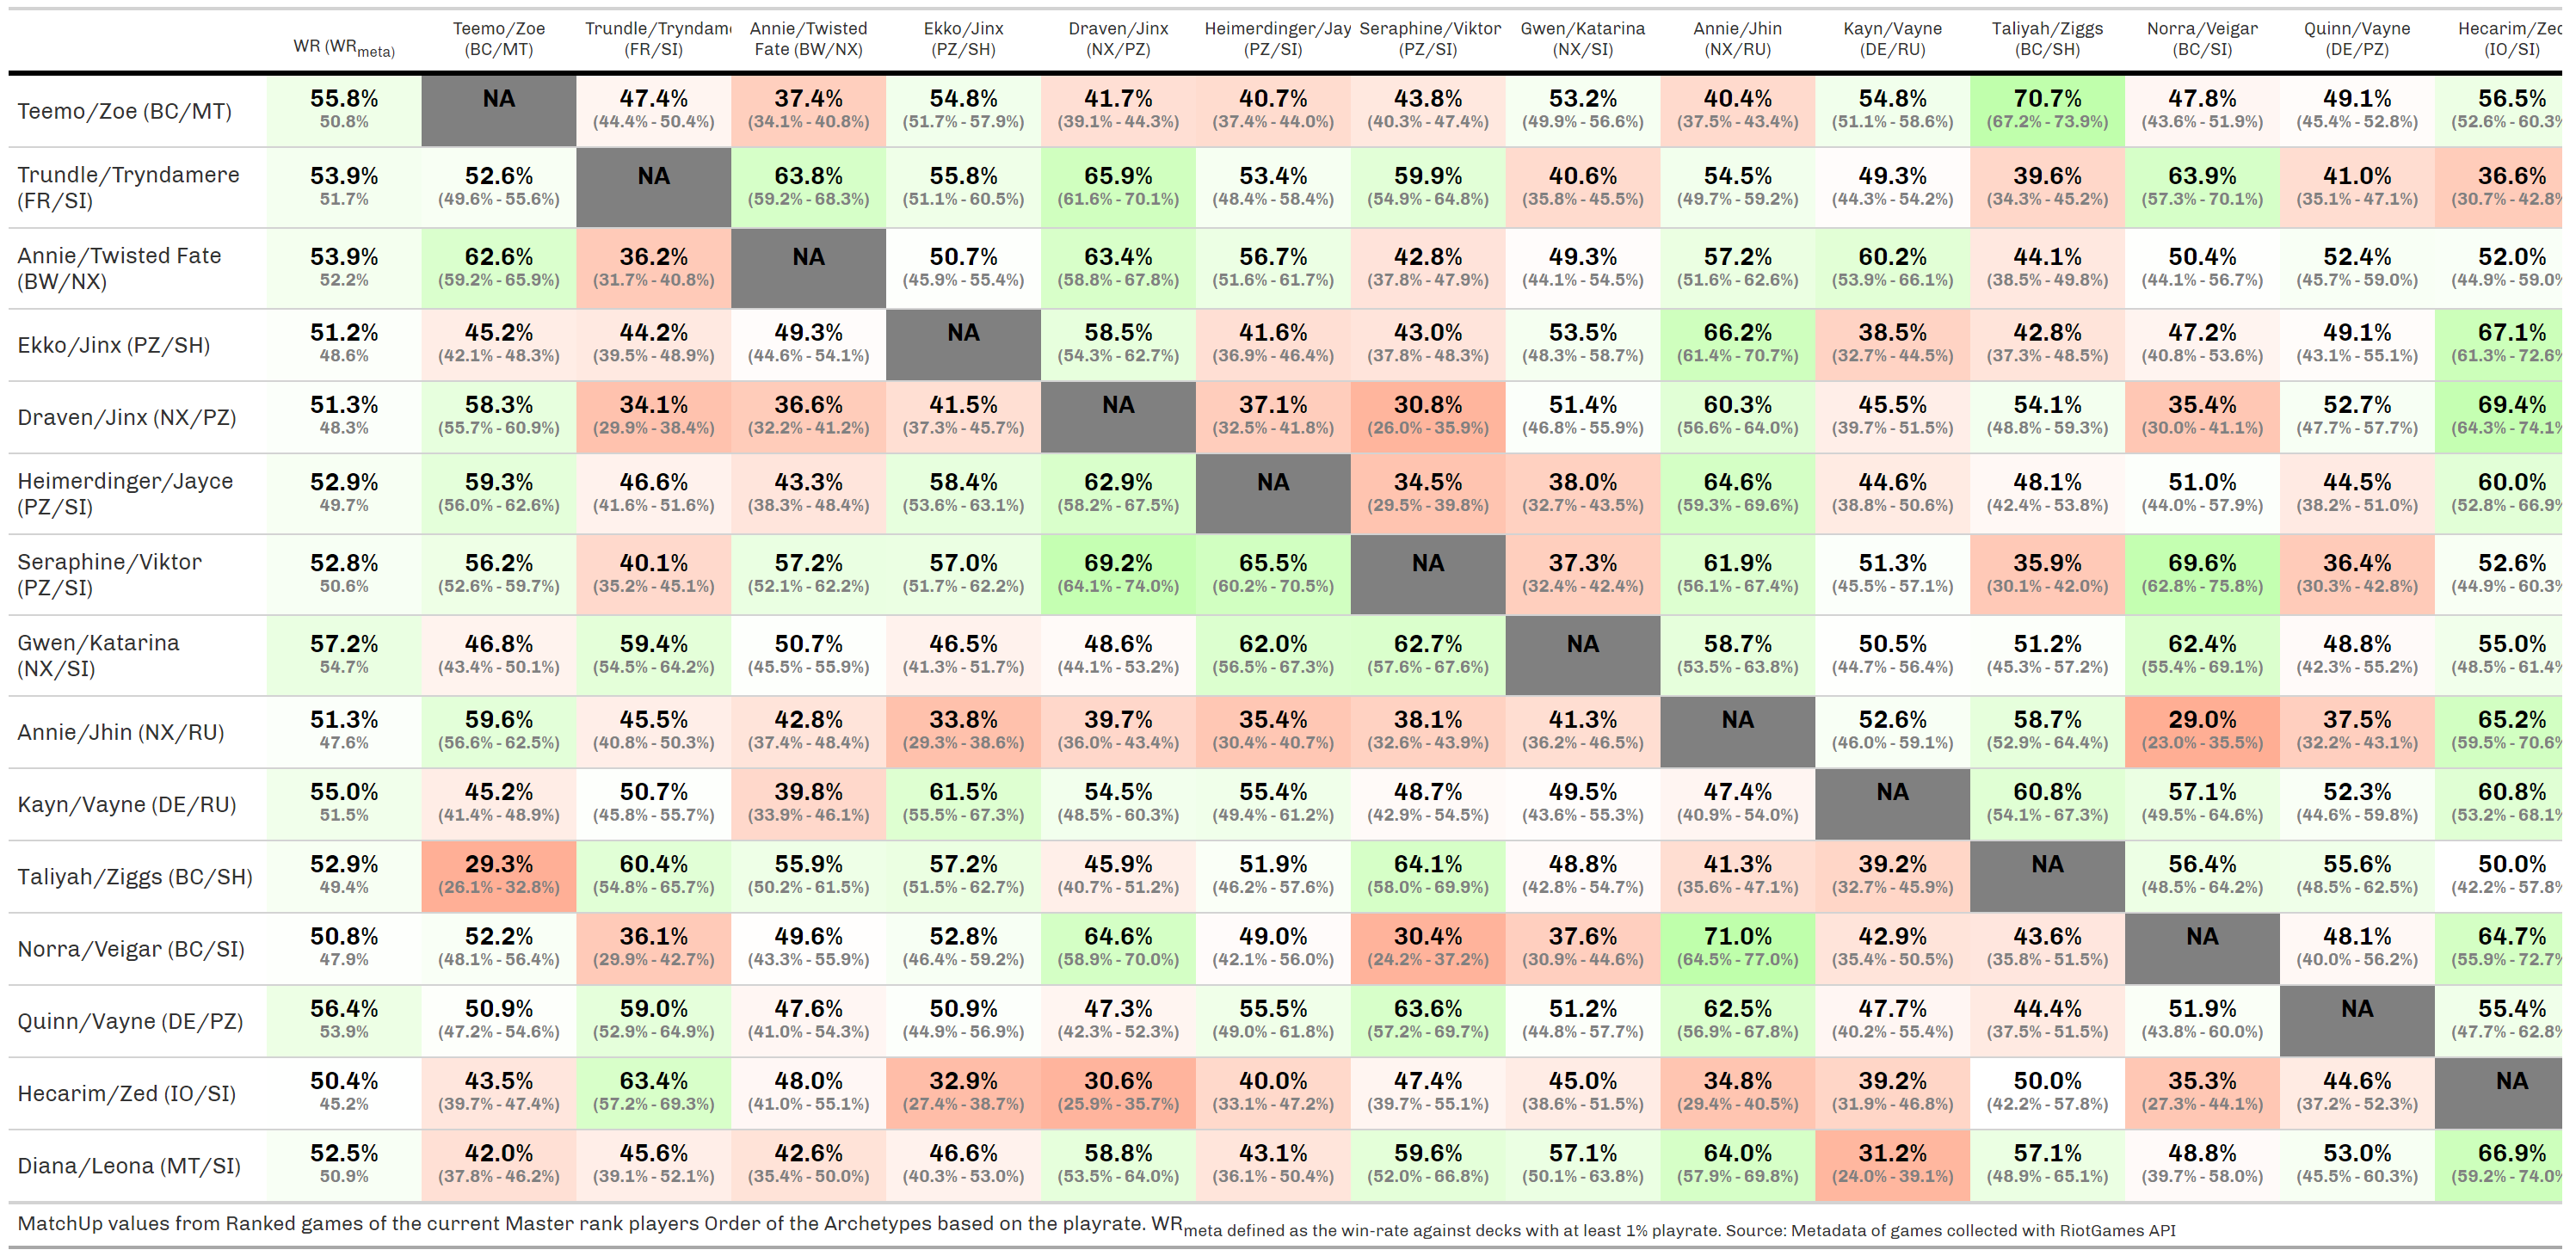 WR (WRmeta) Teemo/Zoe (BC/MT) Trundle/Tryndam (FR/SI) Annie/Twisted Fate (BW/NX) Ekko/Jinx (PZ/SH) Draven/Jinx (NX/PZ) Heimerdinger/Jay (PZ/SI) Seraphine/Viktor (PZ/SI) Gwen/Katarina (NX/SI) Annie/Jhin (NX/RU) Kayn/Vayne (DE/RU) Taliyah/Ziggs (BC/SH) Norra/Veigar (BC/SI) Quinn/Vayne (DE/PZ) Hecarim/Zed (IO/SI)
Teemo/Zoe (BC/MT) 55.8% NA 47.4% 37.4% 54.8% 41.7% 40.7% 43.8% 53.2% 40.4% 54.8% 70.7% 47.8% 49.1% 56.5%
50.8% (44.4% - 50.4%) (34.1% - 40.8%) (51.7% - 57.9%) (39.1% - 44.3%) (37.4% - 44.0%) (40.3% - 47.4%) (49.9% - 56.6%) (37.5% - 43.4%) (51.1% - 58.6%) (67.2% - 73.9%) (43.6% - 51.9%) (45.4% - 52.8%) (52.6% - 60.3%
Trundle/Tryndamere (FR/SI) 53.9% 52.6% NA 63.8% 55.8% 65.9% 53.4% 59.9% 40.6% 54.5% 49.3% 39.6% 63.9% 41.0% 36.6%
51.7% (49.6% - 55.6%) (59.2% - 68.3%) (51.1% - 60.5%) (61.6% - 70.1%) (48.4% - 58.4%) (54.9% - 64.8%) (35.8% - 45.5%) (49.7% - 59.2%) (44.3% - 54.2%) (34.3% - 45.2%) (57.3% - 70.1%) (35.1% - 47.1%) (30.7% - 42.8%
Annie/Twisted Fate (BW/NX) 53.9% 62.6% 36.2% NA 50.7% 63.4% 56.7% 42.8% 49.3% 57.2% 60.2% 44.1% 50.4% 52.4% 52.0%
52.2% (59.2% - 65.9%) (31.7% - 40.8%) (45.9% - 55.4%) (58.8% - 67.8%) (51.6% - 61.7%) (37.8% - 47.9%) (44.1% - 54.5%) (51.6% - 62.6%) (53.9% - 66.1%) (38.5% - 49.8%) (44.1% - 56.7%) (45.7% - 59.0%) (44.9% - 59.0%
Ekko/Jinx (PZ/SH) 51.2% 45.2% 44.2% 49.3% NA 58.5% 41.6% 43.0% 53.5% 66.2% 38.5% 42.8% 47.2% 49.1% 67.1%
48.6% (42.1% - 48.3%) (39.5% - 48.9%) (44.6% - 54.1%) (54.3% - 62.7%) (36.9% - 46.4%) (37.8% - 48.3%) (48.3% - 58.7%) (61.4% - 70.7%) (32.7% - 44.5%) (37.3% - 48.5%) (40.8% - 53.6%) (43.1% - 55.1%) (61.3% - 72.6%
Draven/Jinx (NX/PZ) 51.3% 58.3% 34.1% 36.6% 41.5% NA 37.1% 30.8% 51.4% 60.3% 45.5% 54.1% 35.4% 52.7% 69.4%
48.3% (55.7% - 60.9%) (29.9% - 38.4%) (32.2% - 41.2%) (37.3% - 45.7%) (32.5% - 41.8%) (26.0% - 35.9%) (46.8% - 55.9%) (56.6% - 64.0%) (39.7% - 51.5%) (48.8% - 59.3%) (30.0% - 41.1%) (47.7% - 57.7%) (64.3% - 74.1%
Heimerdinger/Jayce (PZ/SI) 52.9% 59.3% 46.6% 43.3% 58.4% 62.9% NA 34.5% 38.0% 64.6% 44.6% 48.1% 51.0% 44.5% 60.0%
49.7% (56.0% - 62.6%) (41.6% - 51.6%) (38.3% - 48.4%) (53.6% - 63.1%) (58.2% - 67.5%) (29.5% - 39.8%) (32.7% - 43.5%) (59.3% - 69.6%) (38.8% - 50.6%) (42.4% - 53.8%) (44.0% - 57.9%) (38.2% - 51.0%) (52.8% - 66.9%
Seraphine/Viktor (PZ/SI) 52.8% 56.2% 40.1% 57.2% 57.0% 69.2% 65.5% NA 37.3% 61.9% 51.3% 35.9% 69.6% 36.4% 52.6%
50.6% (52.6% - 59.7%) (35.2% - 45.1%) (52.1% - 62.2%) (51.7% - 62.2%) (64.1% - 74.0%) (60.2% - 70.5%) (32.4% - 42.4%) (56.1% - 67.4%) (45.5% - 57.1%) (30.1% - 42.0%) (62.8% - 75.8%) (30.3% - 42.8%) (44.9% - 60.3%
Gwen/Katarina (NX/SI) 57.2% 46.8% 59.4% 50.7% 46.5% 48.6% 62.0% 62.7% NA 58.7% 50.5% 51.2% 62.4% 48.8% 55.0%
54.7% (43.4% - 50.1%) (54.5% - 64.2%) (45.5% - 55.9%) (41.3% - 51.7%) (44.1% - 53.2%) (56.5% - 67.3%) (57.6% - 67.6%) (53.5% - 63.8%) (44.7% - 56.4%) (45.3% - 57.2%) (55.4% - 69.1%) (42.3% - 55.2%) (48.5% - 61.4%
Annie/Jhin (NX/RU) 51.3% 59.6% 45.5% 42.8% 33.8% 39.7% 35.4% 38.1% 41.3% NA 52.6% 58.7% 29.0% 37.5% 65.2%
47.6% (56.6% - 62.5%) (40.8% - 50.3%) (37.4% - 48.4%) (29.3% - 38.6%) (36.0% - 43.4%) (30.4% - 40.7%) (32.6% - 43.9%) (36.2% - 46.5%) (46.0% - 59.1%) (52.9% - 64.4%) (23.0% - 35.5%) (32.2% - 43.1%) (59.5% - 70.6%
Kayn/Vayne (DE/RU) 55.0% 45.2% 50.7% 39.8% 61.5% 54.5% 55.4% 48.7% 49.5% 47.4% NA 60.8% 57.1% 52.3% 60.8%
51.5% (41.4% - 48.9%) (45.8% - 55.7%) (33.9% - 46.1%) (55.5% - 67.3%) (48.5% - 60.3%) (49.4% - 61.2%) (42.9% - 54.5%) (43.6% - 55.3%) (40.9% - 54.0%) (54.1% - 67.3%) (49.5% - 64.6%) (44.6% - 59.8%) (53.2% - 68.1%
Taliyah/Ziggs (BC/SH) 52.9% 29.3% 60.4% 55.9% 57.2% 45.9% 51.9% 64.1% 48.8% 41.3% 39.2% NA 56.4% 55.6% 50.0%
49.4% (26.1% - 32.8%) (54.8% - 65.7%) (50.2% - 61.5%) (51.5% - 62.7%) (40.7% - 51.2%) (46.2% - 57.6%) (58.0% - 69.9%) (42.8% - 54.7%) (35.6% - 47.1%) (32.7% - 45.9%) (48.5% - 64.2%) (48.5% - 62.5%) (42.2% - 57.8%
Norra/Veigar (BC/SI) 50.8% 52.2% 36.1% 49.6% 52.8% 64.6% 49.0% 30.4% 37.6% 71.0% 42.9% 43.6% NA 48.1% 64.7%
47.9% (48.1% - 56.4%) (29.9% - 42.7%) (43.3% - 55.9%) (46.4% - 59.2%) (58.9% - 70.0%) (42.1% - 56.0%) (24.2% - 37.2%) (30.9% - 44.6%) (64.5% - 77.0%) (35.4% - 50.5%) (35.8% - 51.5%) (40.0% - 56.2%) (55.9% - 72.7%
Quinn/Vayne (DE/PZ) 56.4% 50.9% 59.0% 47.6% 50.9% 47.3% 55.5% 63.6% 51.2% 62.5% 47.7% 44.4% 51.9% NA 55.4%
53.9% (47.2% - 54.6%) (52.9% - 64.9%) (41.0% - 54.3%) (44.9% - 56.9%) (42.3% - 52.3%) (49.0% - 61.8%) (57.2% - 69.7%) (44.8% - 57.7%) (56.9% - 67.8%) (40.2% - 55.4%) (37.5% - 51.5%) (43.8% - 60.0%) (47.7% - 62.8%
Hecarim/Zed (IO/SI) 50.4% 43.5% 63.4% 48.0% 32.9% 30.6% 40.0% 47.4% 45.0% 34.8% 39.2% 50.0% 35.3% 44.6% NA
45.2% (39.7% - 47.4%) (57.2% - 69.3%) (41.0% - 55.1%) (27.4% - 38.7%) (25.9% - 35.7%) (33.1% - 47.2%) (39.7% - 55.1%) (38.6% - 51.5%) (29.4% - 40.5%) (31.9% - 46.8%) (42.2% - 57.8%) (27.3% - 44.1%) (37.2% - 52.3%)
Diana/Leona (MT/SI) 52.5% 42.0% 45.6% 42.6% 46.6% 58.8% 43.1% 59.6% 57.1% 64.0% 31.2% 57.1% 48.8% 53.0% 66.9%
50.9% (37.8% - 46.2%) (39.1% - 52.1%) (35.4% - 50.0%) (40.3% - 53.0%) (53.5% - 64.0%) (36.1% - 50.4%) (52.0% - 66.8%) (50.1% - 63.8%) (57.9% - 69.8%) (24.0% - 39.1%) (48.9% - 65.1%) (39.7% - 58.0%) (45.5% - 60.3%) (59.2% - 74.0%
MatchUp values from Ranked games of the current Master rank players Order of the Archetypes based on the playrate. WRmeta defined as the win-rate against decks with at least 1% playrate. Source: Metadata of games collected with RiotGames API